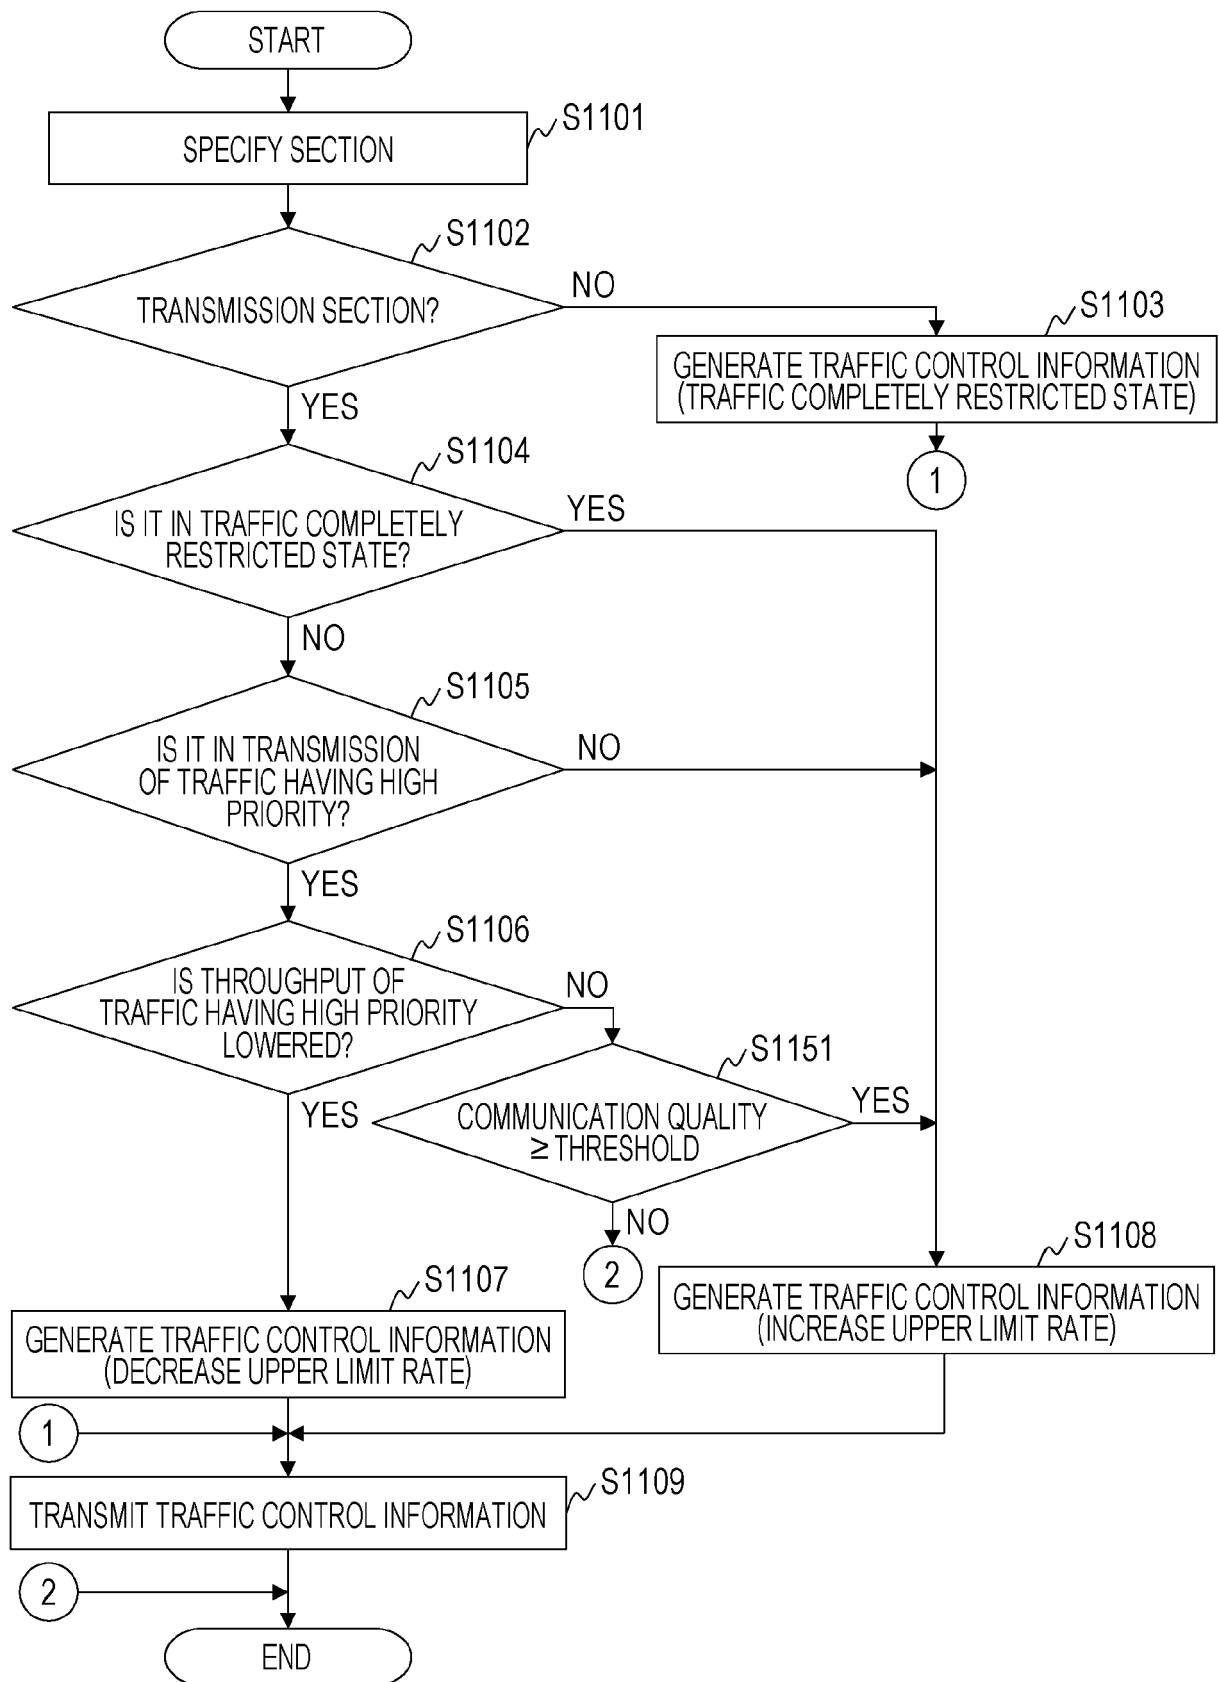 START
S1101
SPECIFY SECTION
S1102
TRANSMISSION SECTION?
NO
YES
S1103
GENERATE TRAFFIC CONTROL INFORMATION
(TRAFFIC COMPLETELY RESTRICTED STATE)
1
S1104
IS IT IN TRAFFIC COMPLETELY
RESTRICTED STATE?
YES
NO
S1105
IS IT IN TRANSMISSION
OF TRAFFIC HAVING HIGH
PRIORITY?
NO
YES
S1106
IS THROUGHPUT OF
TRAFFIC HAVING HIGH PRIORITY
LOWERED?
NO
YES
S1151
COMMUNICATION QUALITY
≥ THRESHOLD
YES
NO
2
S1107
GENERATE TRAFFIC CONTROL INFORMATION
(DECREASE UPPER LIMIT RATE)
S1108
GENERATE TRAFFIC CONTROL INFORMATION
(INCREASE UPPER LIMIT RATE)
1
S1109
TRANSMIT TRAFFIC CONTROL INFORMATION
2
END